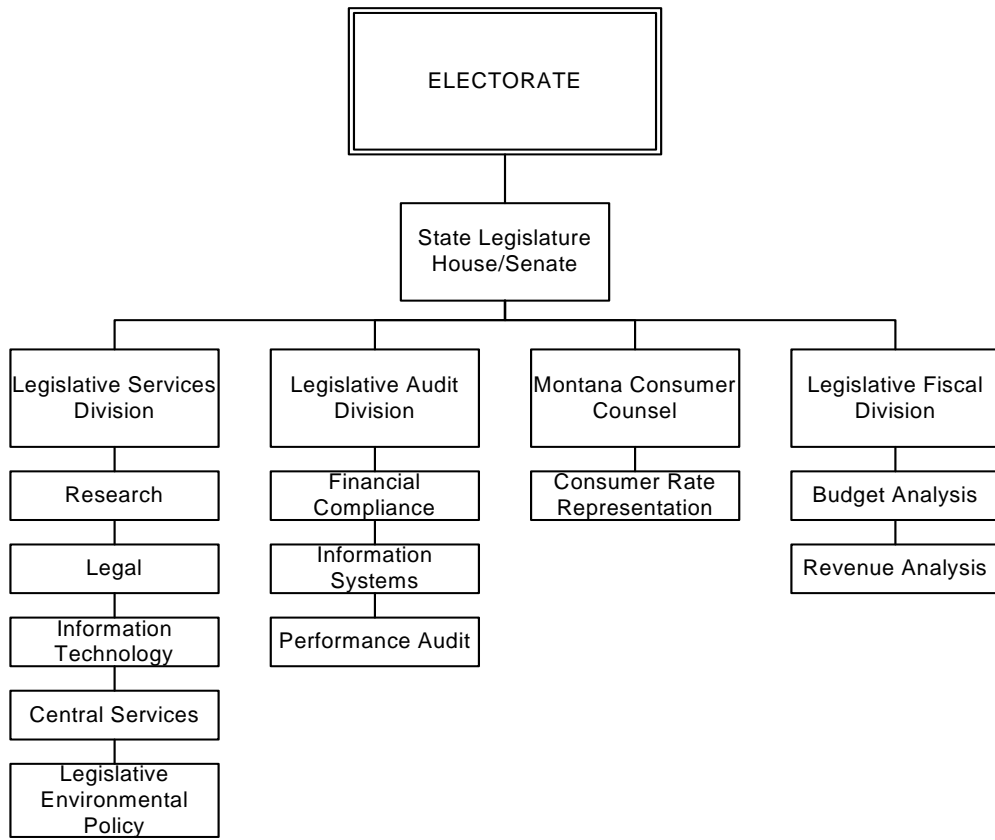 ELECTORATE
State Legislature
House/Senate
Legislative Services
Division
Research
Legal
Information
Technology
Central Services
Legislative
Environmental
Policy
Legislative Audit
Division
Financial
Compliance
Information
Systems
Performance Audit
Montana Consumer
Counsel
Consumer Rate
Representation
Legislative Fiscal
Division
Budget Analysis
Revenue Analysis